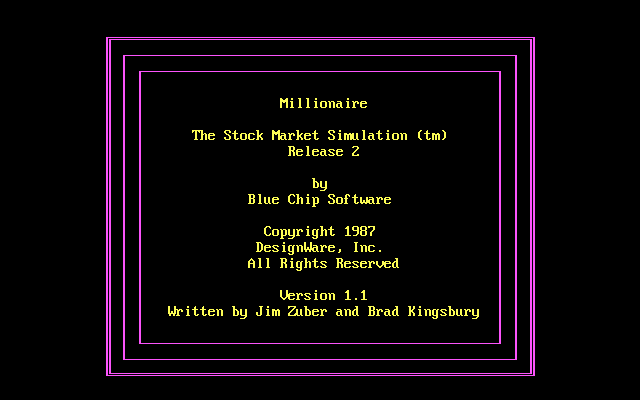 Millionaire
The Stock Market Simulation (tm)
Release 2
by
Blue Chip Software
Copyright 1987
DesignWare, Inc.
All Rights Reserved
Version 1.1
Written by Jim Zuber and Brad Kingsbury